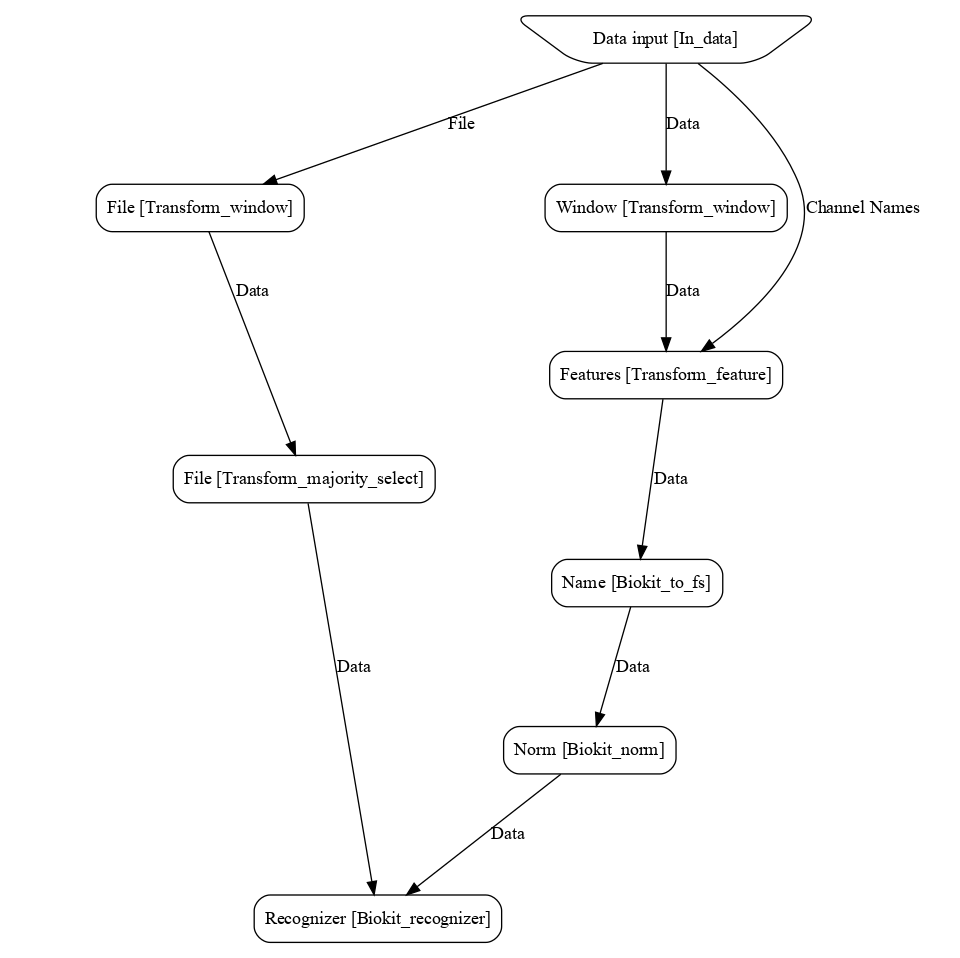 Data input [In_data]
File
Data
Channel Names
File [Transform_window]
Window [Transform_window]
Data
Data
Features [Transform_feature]
File [Transform_majority_select]
Data
Name [Biokit_to_fs]
Data
Data
Norm [Biokit_norm]
Data
Recognizer [Biokit_recognizer]